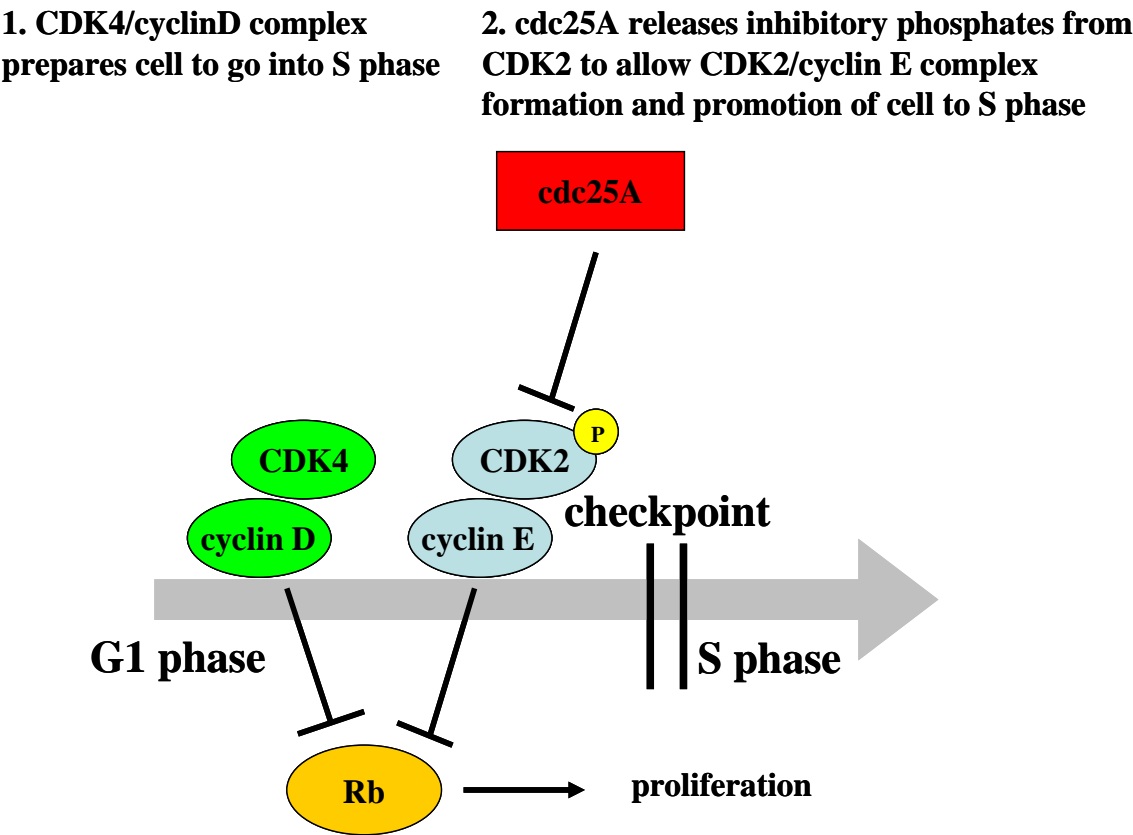 1. CDK4/cyclinD complex
prepares cell to go into S phase
2. cdc25A releases inhibitory phosphates from
CDK2 to allow CDK2/cyclin E complex
formation and promotion of cell to S phase
cdc25A
P
CDK4
CDK2
checkpoint
cyclin D
cyclin E
G1 phase
S phase
Rb
proliferation